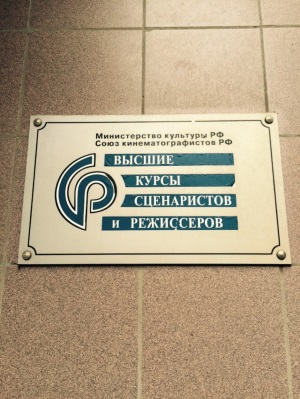 Министерство культуры РФ
Союз кинематографистов РФ
ВЫСШИЕ
КУРСЫ
СЦЕНАРИСТОВ
и РЕЖИССЕРОВ